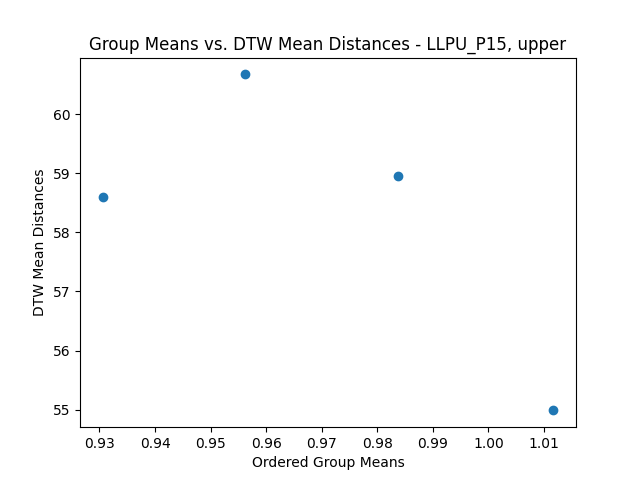 Group Means vs. DTW Mean Distances - LLPU_P15, upper
60
59
58
57
56
55
DTW Mean Distances
0.93 0.94 0.95 0.96 0.97 0.98 0.99 1.00 1.01
Ordered Group Means